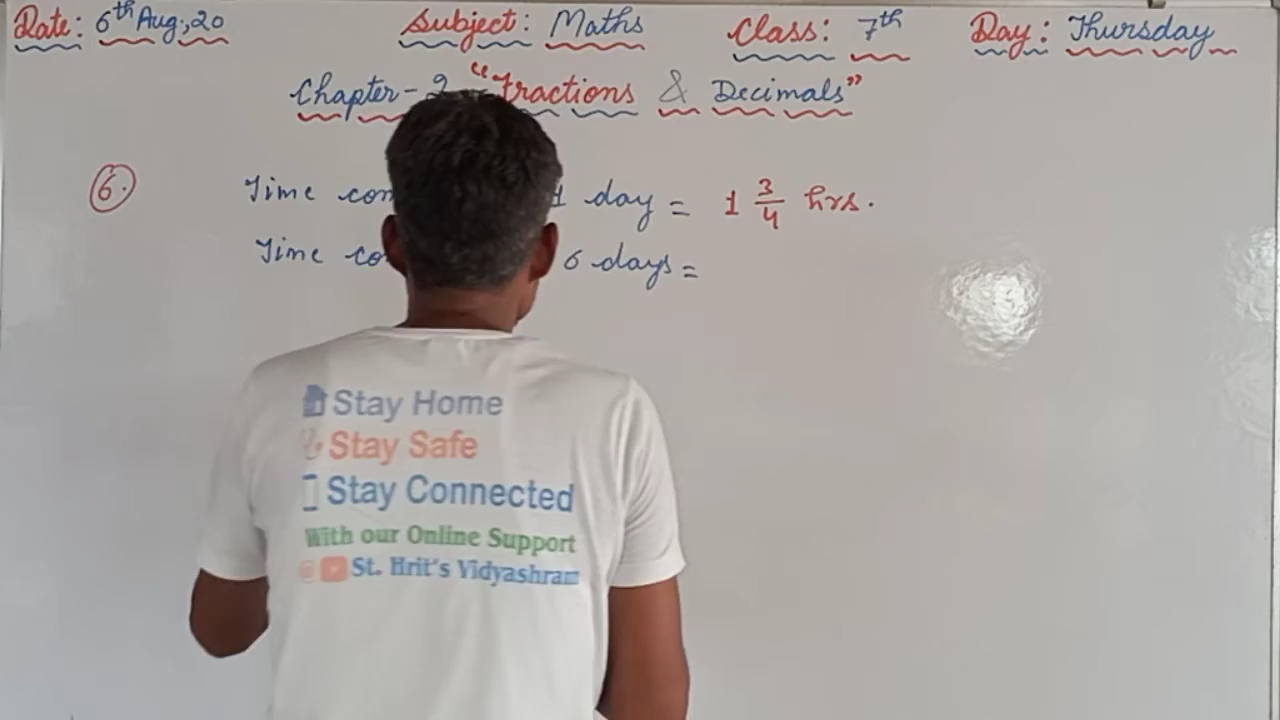 Date: 6th Aug,20 Subject: Maths Class: 7th Day: Thursday
Chapter- "Fractions & Decimals"
6. Time day = 1 3/4 hrs.
Time 6 days =
Stay Home
Stay Safe
Stay Connected
With our Online Support
St. Hrit's Vidyashram